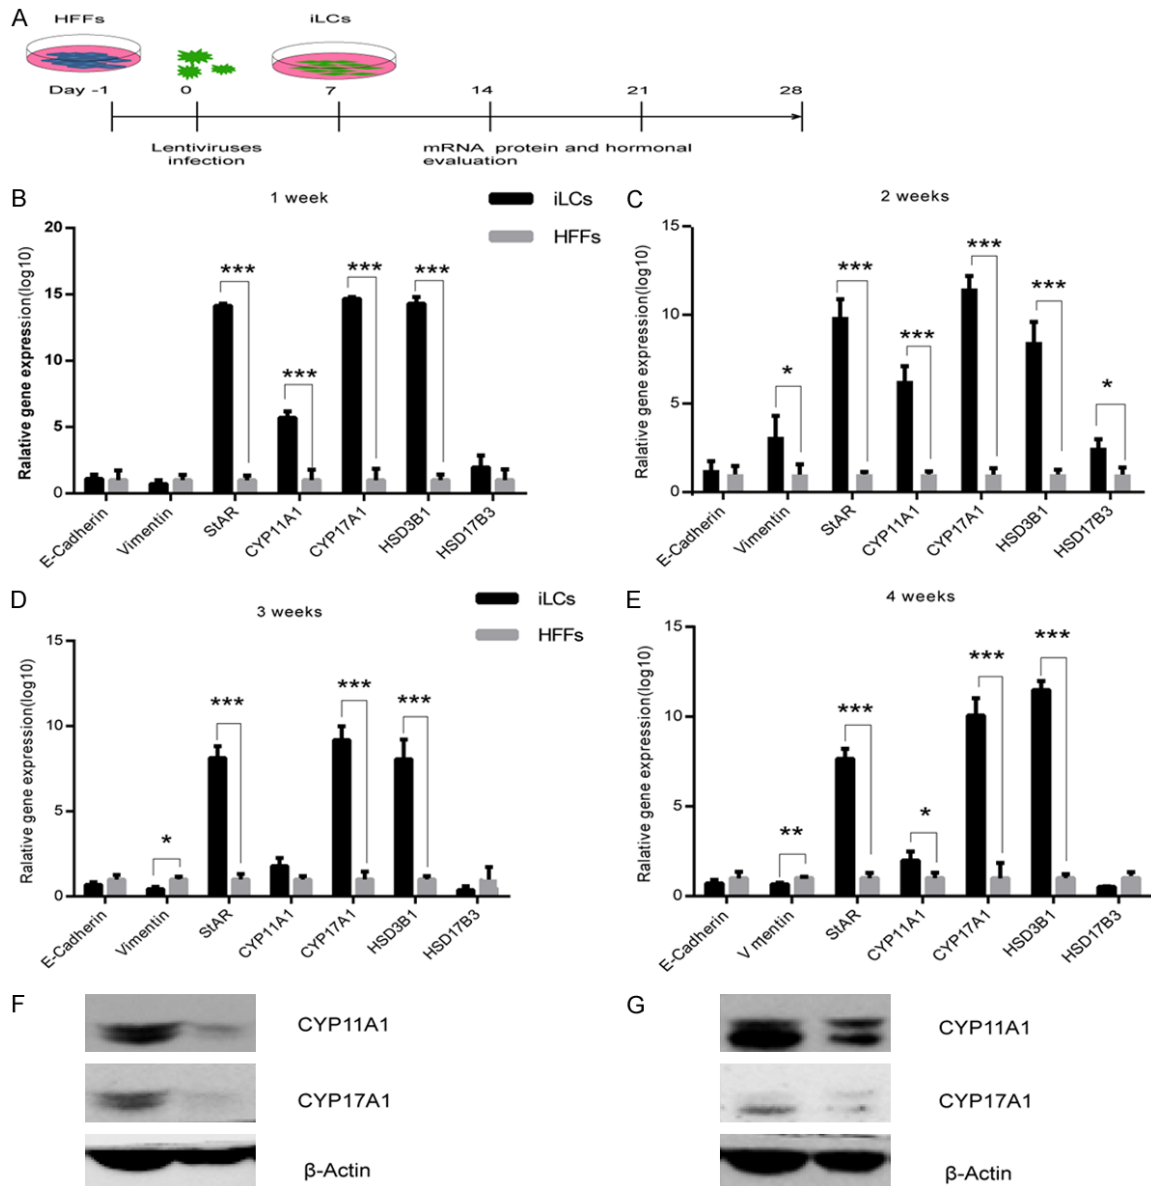 A
HFFs
iLCs
Day -1
0
7
14
21
28
Lentiviruses
infection
mRNA protein and hormonal
evaluation
B
1 week
iLCs
HFFs
Ralative gene expression(log10)
20
15
10
5
0
***
***
***
***
E-Cadherin
Vimentin
StAR
CYP11A1
CYP17A1
HSD3B1
HSD17B3
C
2 weeks
Ralative gene expression(log10)
15
10
5
0
*
***
***
***
***
*
E-Cadherin
Vimentin
StAR
CYP11A1
CYP17A1
HSD3B1
HSD17B3
D
3 weeks
iLCs
HFFs
Ralative gene expression(log10)
15
10
5
0
*
***
***
***
E-Cadherin
Vimentin
StAR
CYP11A1
CYP17A1
HSD3B1
HSD17B3
E
4 weeks
Ralative gene expression(log10)
15
10
5
0
**
***
*
***
***
E-Cadherin
V mentin
StAR
CYP11A1
CYP17A1
HSD3B1
HSD17B3
F
CYP11A1
CYP17A1
β-Actin
G
CYP11A1
CYP17A1
β-Actin